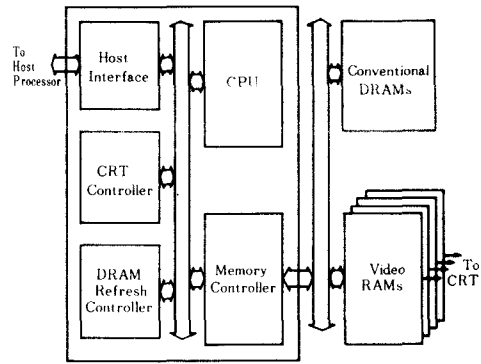 To
Host
Processor
Host
Interface
CPU
Conventional
DRAMs
CRT
Controller
DRAM
Refresh
Controller
Memory
Controller
Video
RAMs
To
CRT